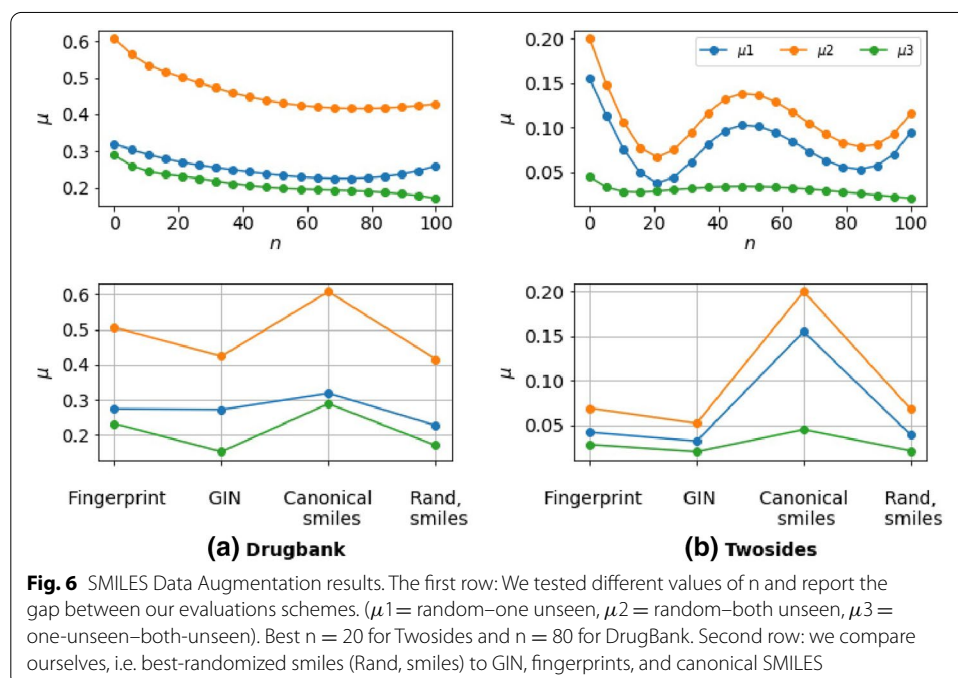 0.6
0.5
0.4
0.3
0.2
μ
0 20 40 60 80 100
n
0.20
0.15
0.10
0.05
μ
μ1 μ2 μ3
0 20 40 60 80 100
n
0.6
0.5
0.4
0.3
0.2
μ
Fingerprint GIN Canonical smiles Rand, smiles
(a) Drugbank
0.20
0.15
0.10
0.05
μ
Fingerprint GIN Canonical smiles Rand, smiles
(b) Twosides
Fig. 6 SMILES Data Augmentation results. The first row: We tested different values of n and report the
gap between our evaluations schemes. (μ1= random–one unseen, μ2 = random–both unseen, μ3 =
one-unseen–both-unseen). Best n = 20 for Twosides and n = 80 for DrugBank. Second row: we compare
ourselves, i.e. best-randomized smiles (Rand, smiles) to GIN, fingerprints, and canonical SMILES